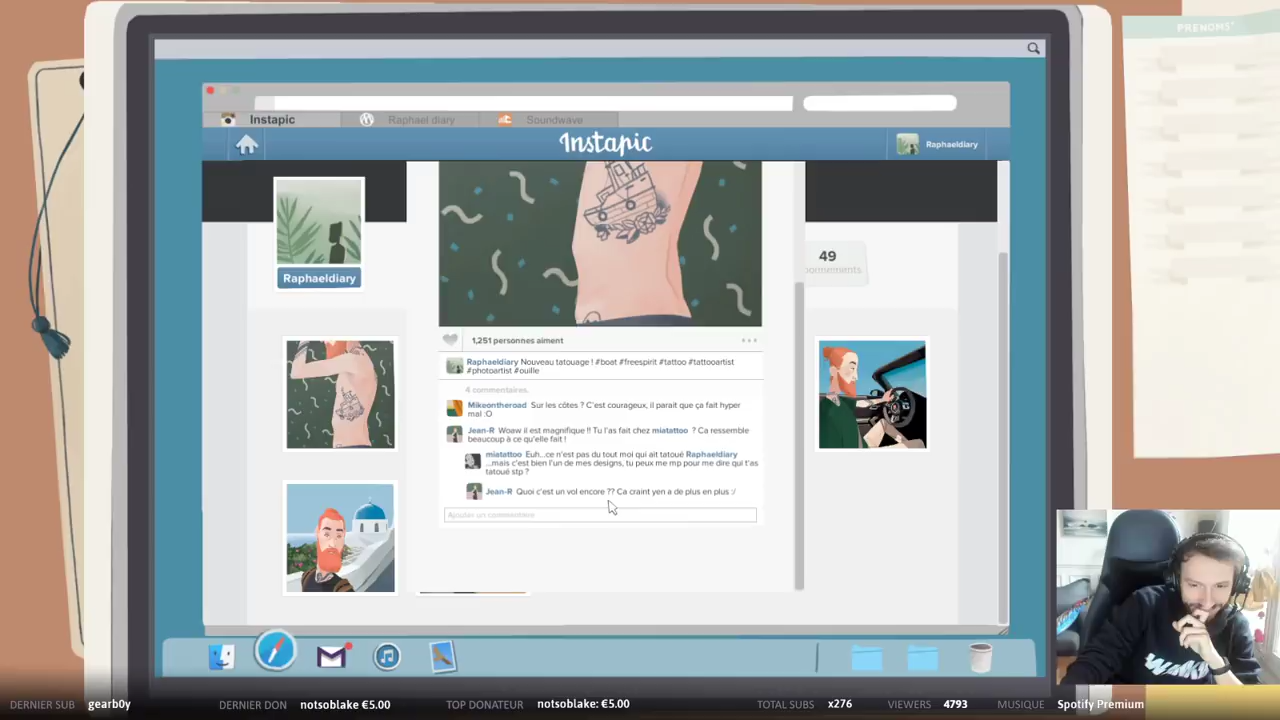 PRENOMS*
Instapic
Raphael diary
Soundwave
Instapic
Raphaeldiary
Raphaeldiary
49
1,251 personnes aiment
Raphaeldiary Nouveau tatouage ! #boat #freespirit #tattoo #tattooartist
#photoartist #ouille
4 commentaires
Mikeontheroad Sur les côtes ? C'est courageux, il parait que ça fait hyper
mal :O
Jean-R Woaw il est magnifique !! Tu l'as fait chez miatattoo ? Ca ressemble
beaucoup à ce qu'elle fait !
miatattoo Euh...ce n'est pas du tout moi qui ait tatoué Raphaeldiary
...mais c'est bien l'un de mes designs, tu peux me mp pour me dire qui t'as
tatoué stp ?
Jean-R Quoi c'est un vol encore ?? Ca craint yen a de plus en plus :/
Ajouter un commentaire
DERNIER SUB gearb0y DERNIER DON notsoblake €5.00 TOP DONATEUR notsoblake: €5.00 TOTAL SUBS x276 VIEWERS 4793 MUSIQUE Spotify Premium